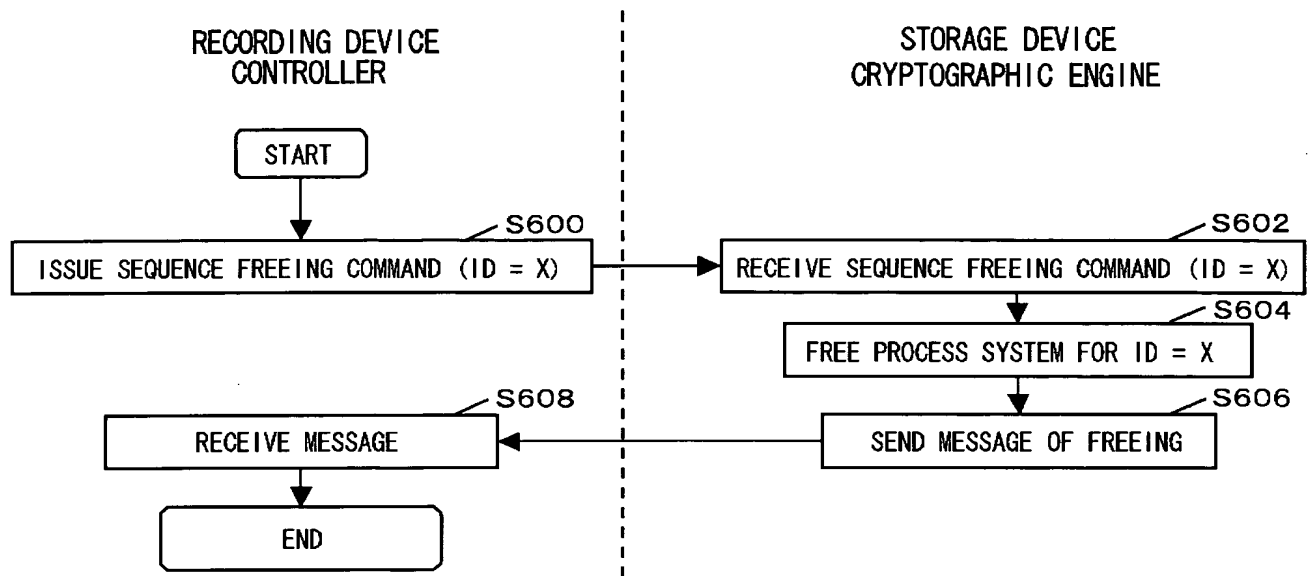 RECORDING DEVICE
CONTROLLER
STORAGE DEVICE
CRYPTOGRAPHIC ENGINE
START
S600
ISSUE SEQUENCE FREEING COMMAND (ID = X)
S602
RECEIVE SEQUENCE FREEING COMMAND (ID = X)
S604
FREE PROCESS SYSTEM FOR ID = X
S606
SEND MESSAGE OF FREEING
S608
RECEIVE MESSAGE
END